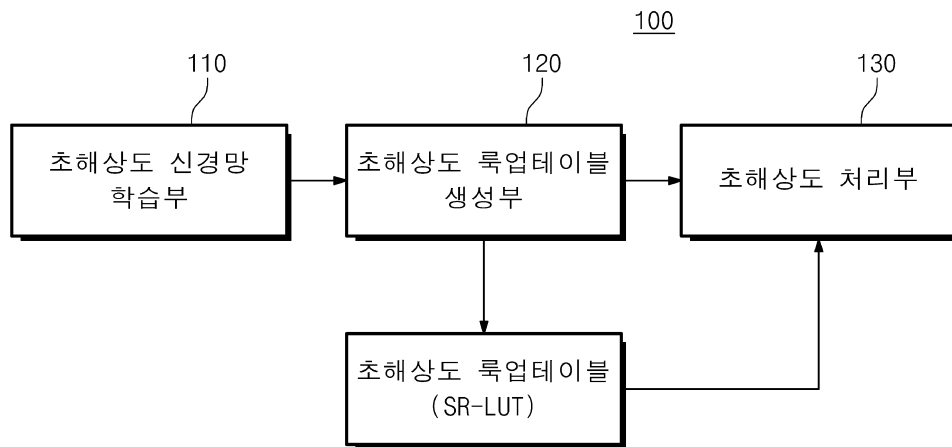 100
110
120
130
초해상도 신경망
학습부
초해상도 룩업테이블
생성부
초해상도 처리부
초해상도 룩업테이블
(SR-LUT)